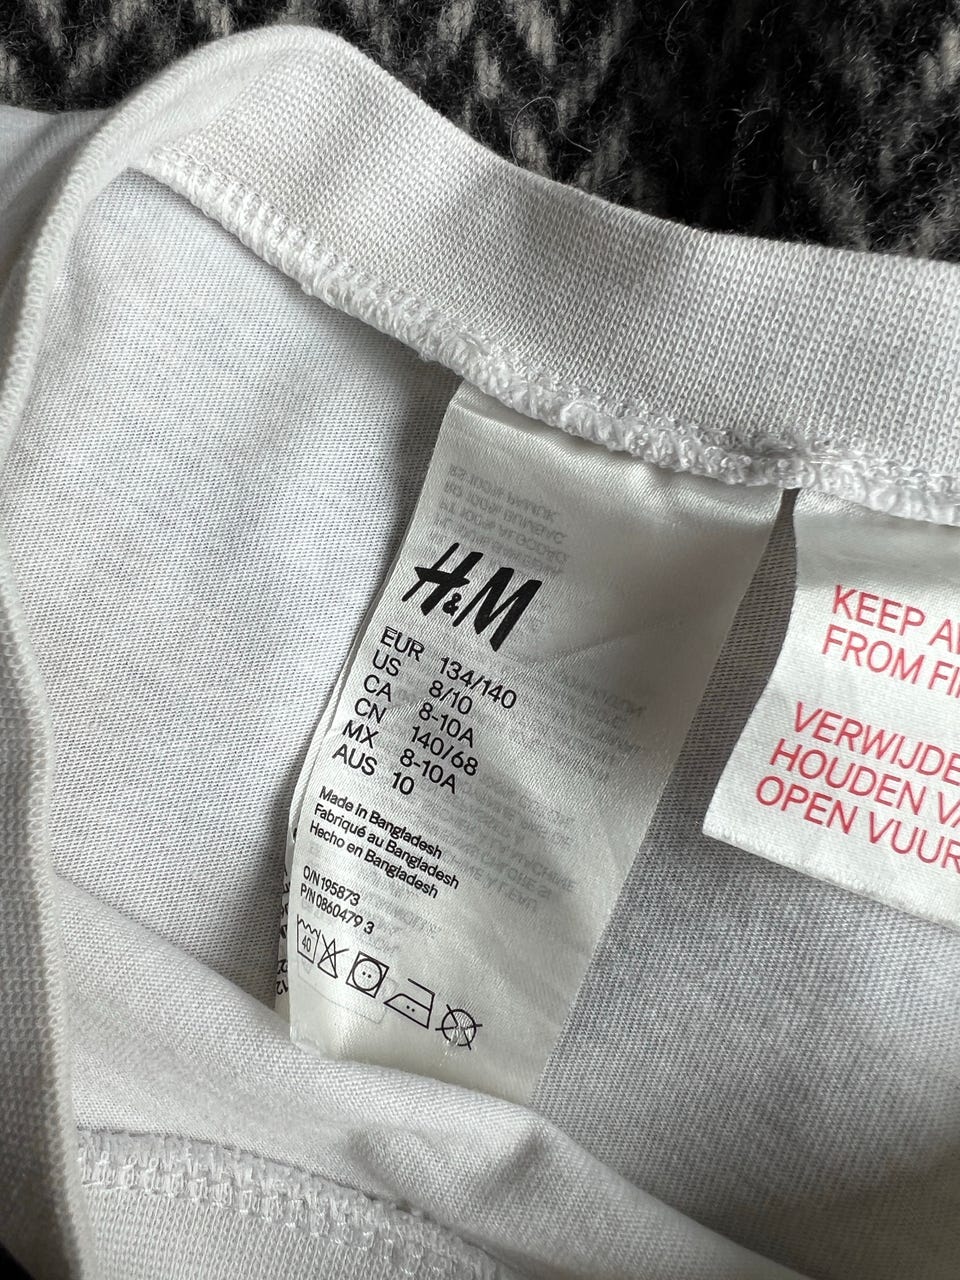 H&M
EUR 134/140
US 8/10
CA 8-10A
CN 140/68
MX 8-10A
AUS 10
Made in Bangladesh
Fabriqué au Bangladesh
Hecho en Bangladesh
O/N 195873
P/N 0860479 3
40
KEEP
FROM
VERWIJDE
HOUDEN
OPEN VUUR